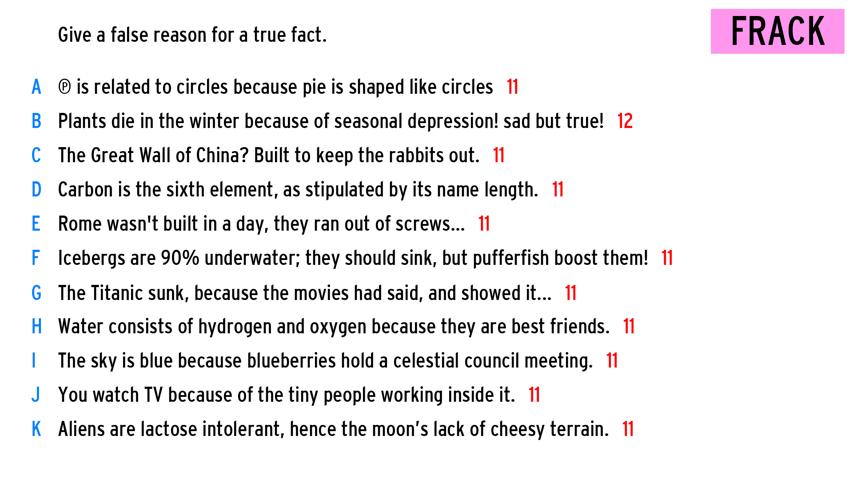 Give a false reason for a true fact.
FRACK
A ℗ is related to circles because pie is shaped like circles 11
B Plants die in the winter because of seasonal depression! sad but true! 12
C The Great Wall of China? Built to keep the rabbits out. 11
D Carbon is the sixth element, as stipulated by its name length. 11
E Rome wasn't built in a day, they ran out of screws... 11
F Icebergs are 90% underwater; they should sink, but pufferfish boost them! 11
G The Titanic sunk, because the movies had said, and showed it... 11
H Water consists of hydrogen and oxygen because they are best friends. 11
I The sky is blue because blueberries hold a celestial council meeting. 11
J You watch TV because of the tiny people working inside it. 11
K Aliens are lactose intolerant, hence the moon’s lack of cheesy terrain. 11